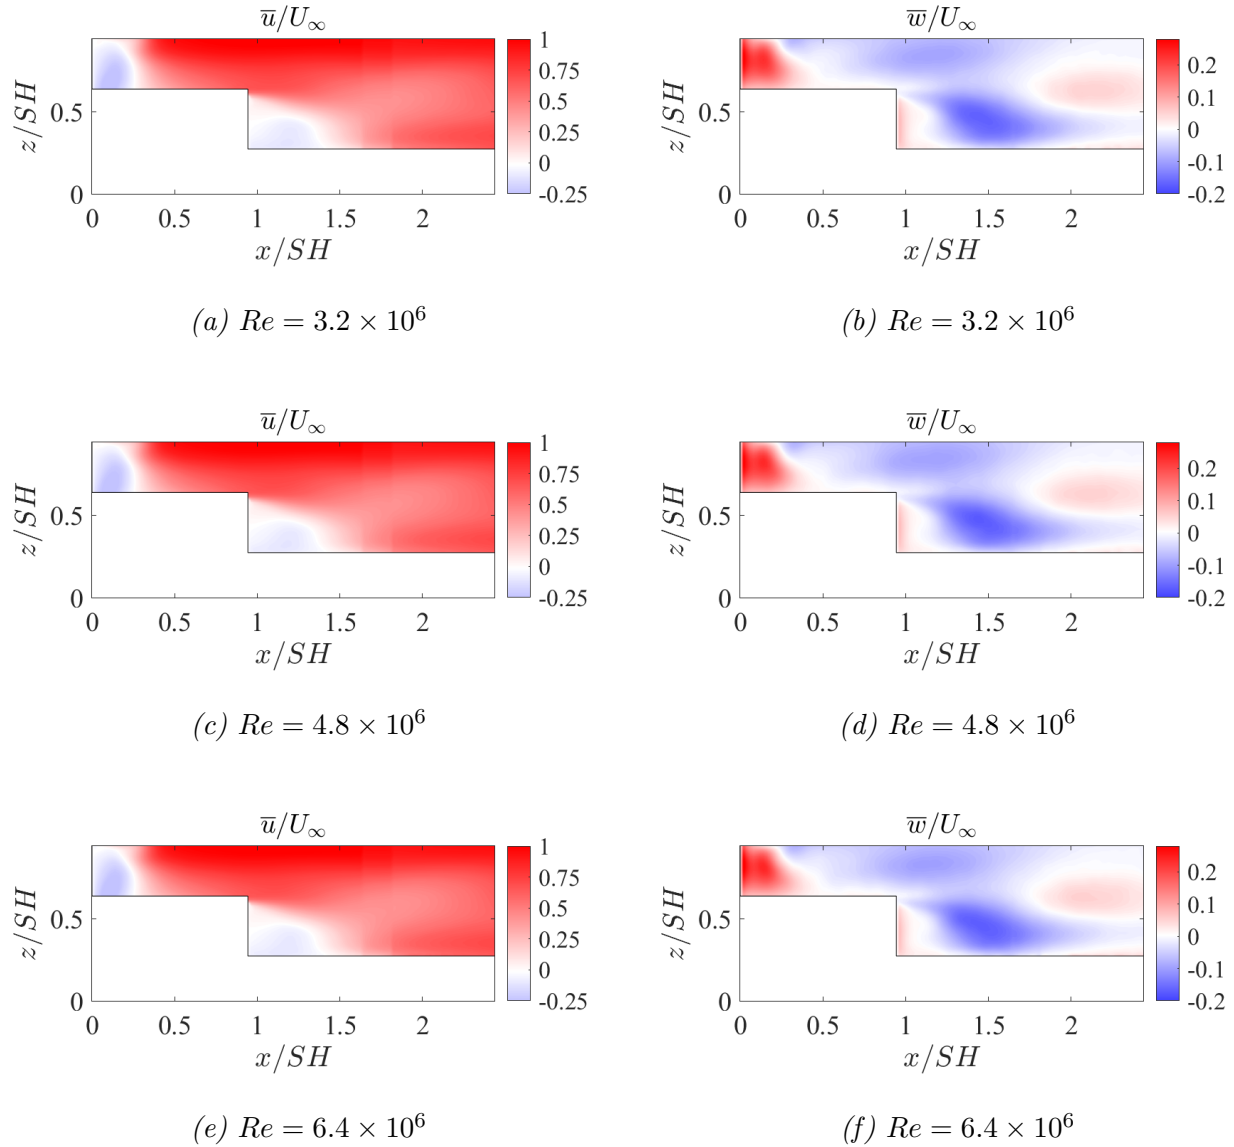 u̅/U∞
w̅/U∞
1
0.75
0.5
0.25
0
-0.25
z/SH
0.5
0
0 0.5 1 1.5 2
x/SH
0.2
0.1
0
-0.1
-0.2
z/SH
0.5
0
0 0.5 1 1.5 2
x/SH
(a) Re = 3.2 × 10⁶
(b) Re = 3.2 × 10⁶
u̅/U∞
w̅/U∞
1
0.75
0.5
0.25
0
-0.25
z/SH
0.5
0
0 0.5 1 1.5 2
x/SH
0.2
0.1
0
-0.1
-0.2
z/SH
0.5
0
0 0.5 1 1.5 2
x/SH
(c) Re = 4.8 × 10⁶
(d) Re = 4.8 × 10⁶
u̅/U∞
w̅/U∞
1
0.75
0.5
0.25
0
-0.25
z/SH
0.5
0
0 0.5 1 1.5 2
x/SH
0.2
0.1
0
-0.1
-0.2
z/SH
0.5
0
0 0.5 1 1.5 2
x/SH
(e) Re = 6.4 × 10⁶
(f) Re = 6.4 × 10⁶